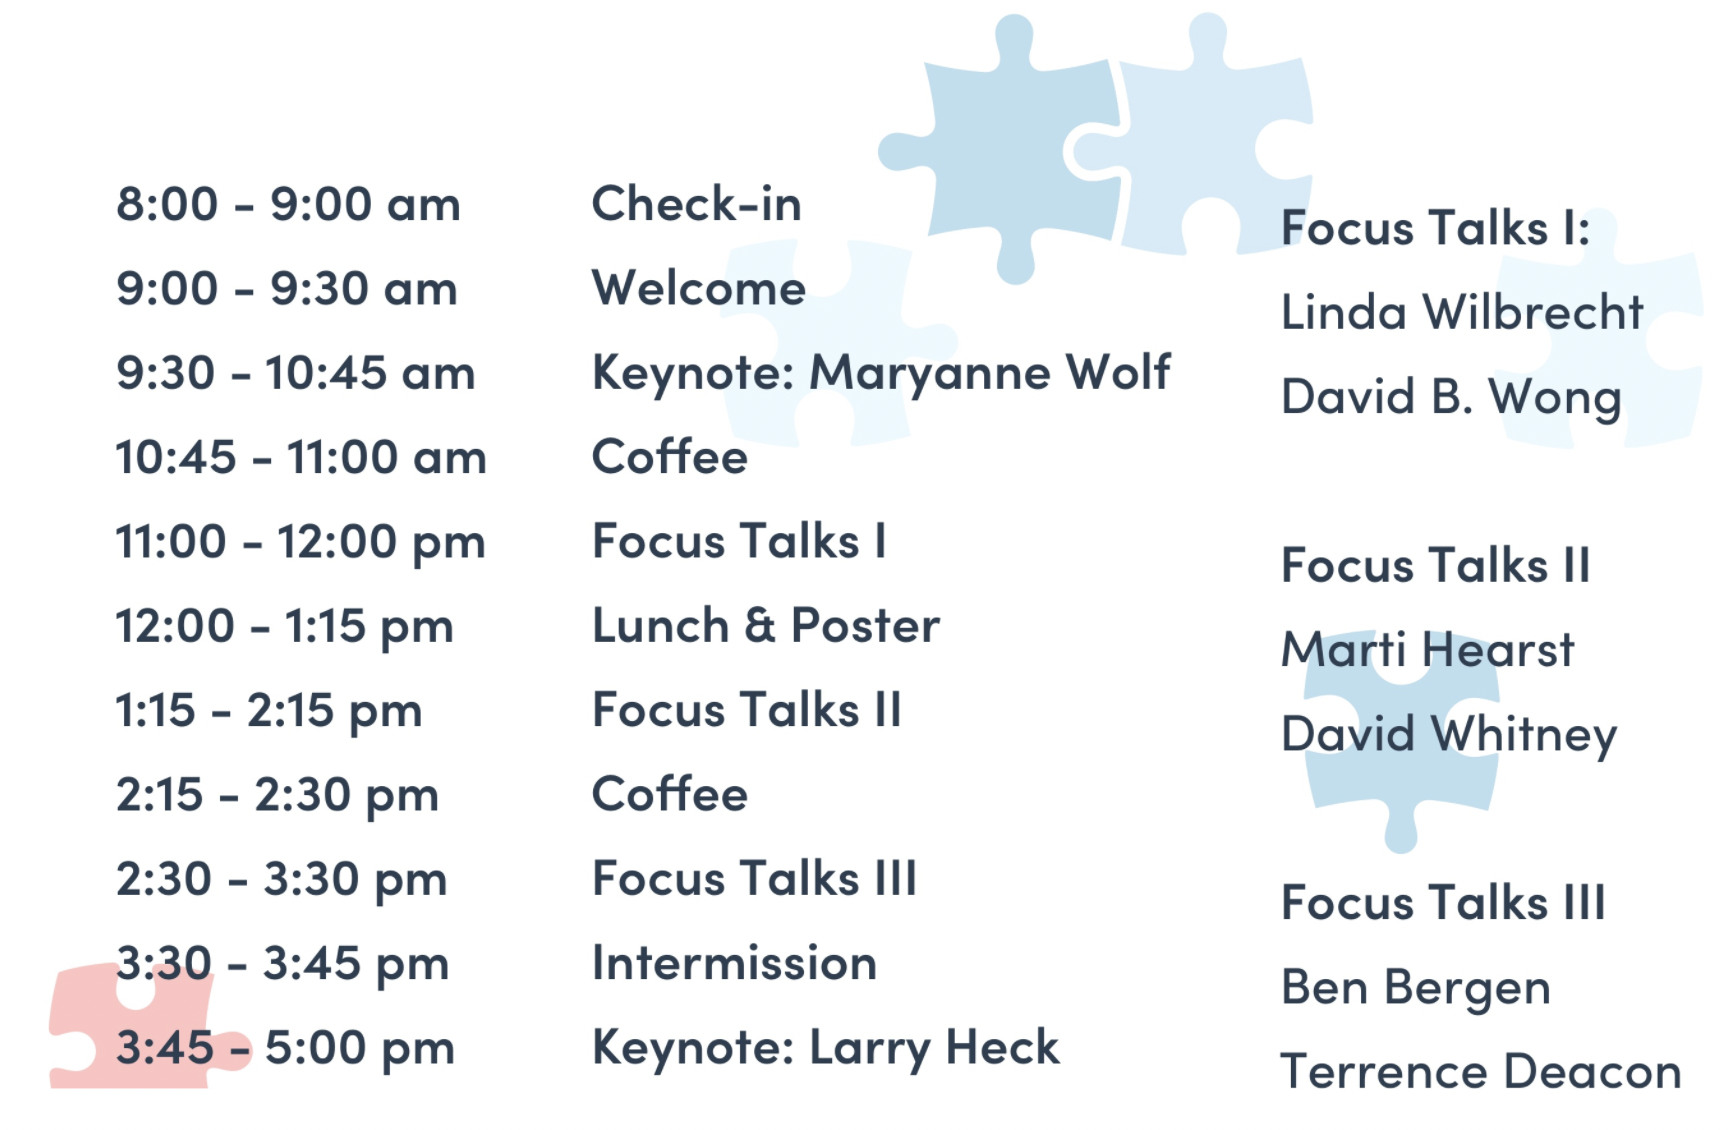 8:00 - 9:00 am Check-in
9:00 - 9:30 am Welcome
9:30 - 10:45 am Keynote: Maryanne Wolf
10:45 - 11:00 am Coffee
11:00 - 12:00 pm Focus Talks I
12:00 - 1:15 pm Lunch & Poster
1:15 - 2:15 pm Focus Talks II
2:15 - 2:30 pm Coffee
2:30 - 3:30 pm Focus Talks III
3:30 - 3:45 pm Intermission
3:45 - 5:00 pm Keynote: Larry Heck
Focus Talks I:
Linda Wilbrecht
David B. Wong
Focus Talks II
Marti Hearst
David Whitney
Focus Talks III
Ben Bergen
Terrence Deacon